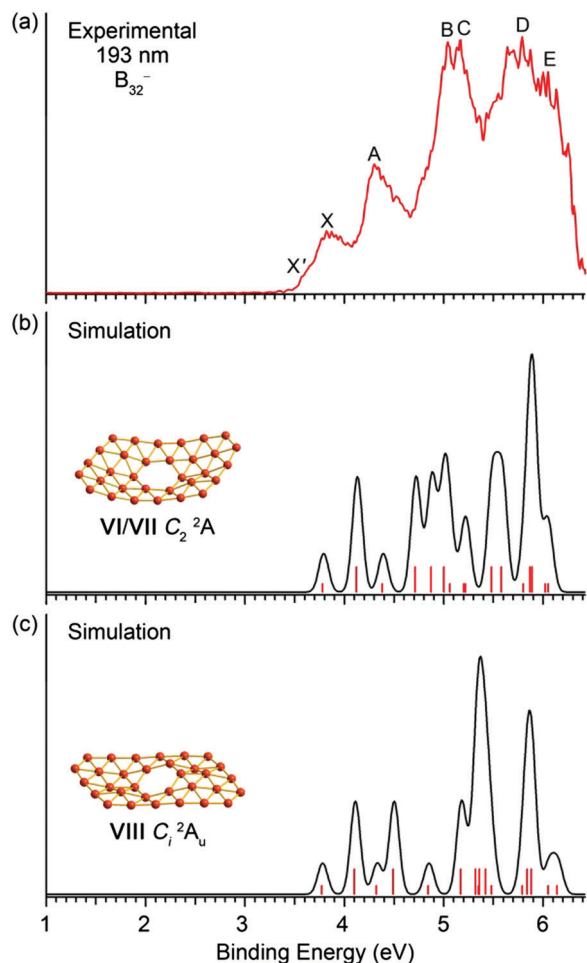 (a)
Experimental
193 nm
B₃₂⁻
X′
X
A
B
C
D
E
(b)
Simulation
VI/VII C₂ ²A
(c)
Simulation
VIII Cᵢ ²Aᵤ
1 2 3 4 5 6
Binding Energy (eV)